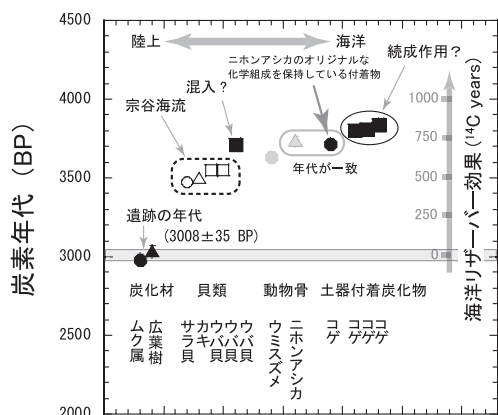 炭素年代 (BP)
4500
4000
3500
3000
2500
2000
陸上
海洋
ニホンアシカのオリジナルな
化学組成を保持している付着物
続成作用?
混入?
宗谷海流
年代が一致
遺跡の年代
(3008±35 BP)
1000
750
500
250
0
海洋リザーバー効果 (14C years)
炭化材
貝類
動物骨
土器付着炭化物
ムク属
広葉樹
サラ貝
カキ
ウバ貝
ウバ貝
ウバ貝
ウミスズメ
ニホンアシカ
コゲ
コゲ
コゲ
コゲ